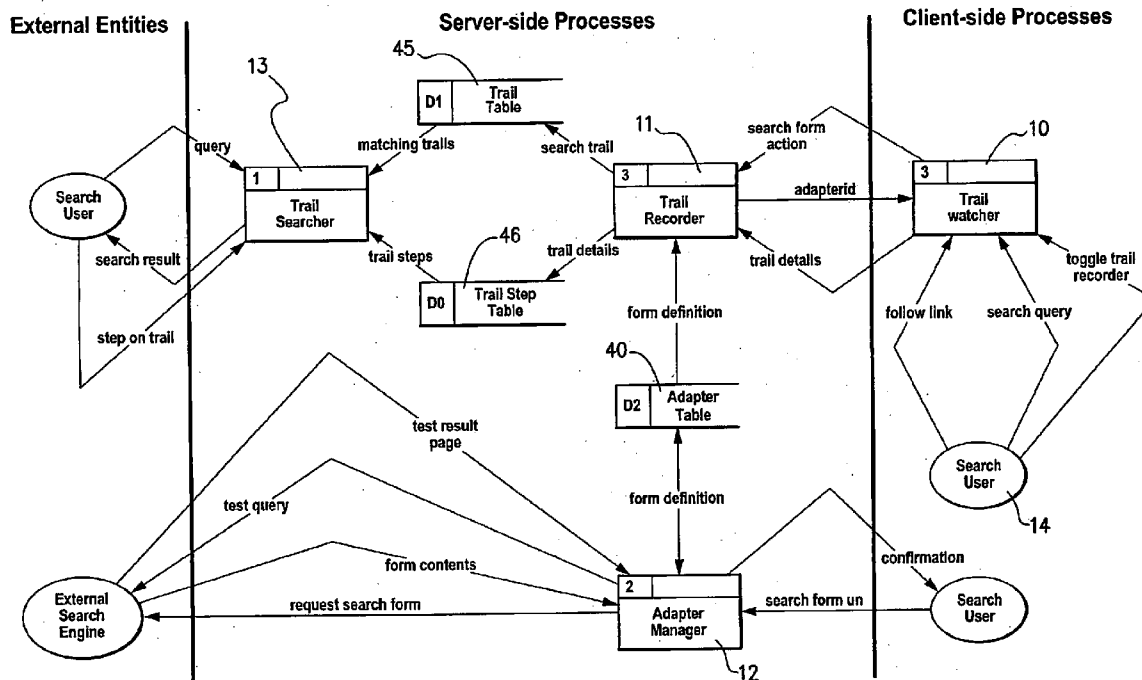 External Entities
Server-side Processes
Client-side Processes
45
13
D1
Trail
Table
11
10
query
matching trails
search trail
search form
action
1
3
3
Search
User
Trail
Searcher
Trail
Recorder
adapterid
Trail
watcher
search result
trail steps
46
trail details
trail details
toggle trail
recorder
D0
Trail Step
Table
step on trail
form definition
follow link
search query
40
D2
Adapter
Table
test result
page
Search
User
14
test query
form definition
form contents
confirmation
2
External
Search
Engine
request search form
Adapter
Manager
search form un
Search
User
12